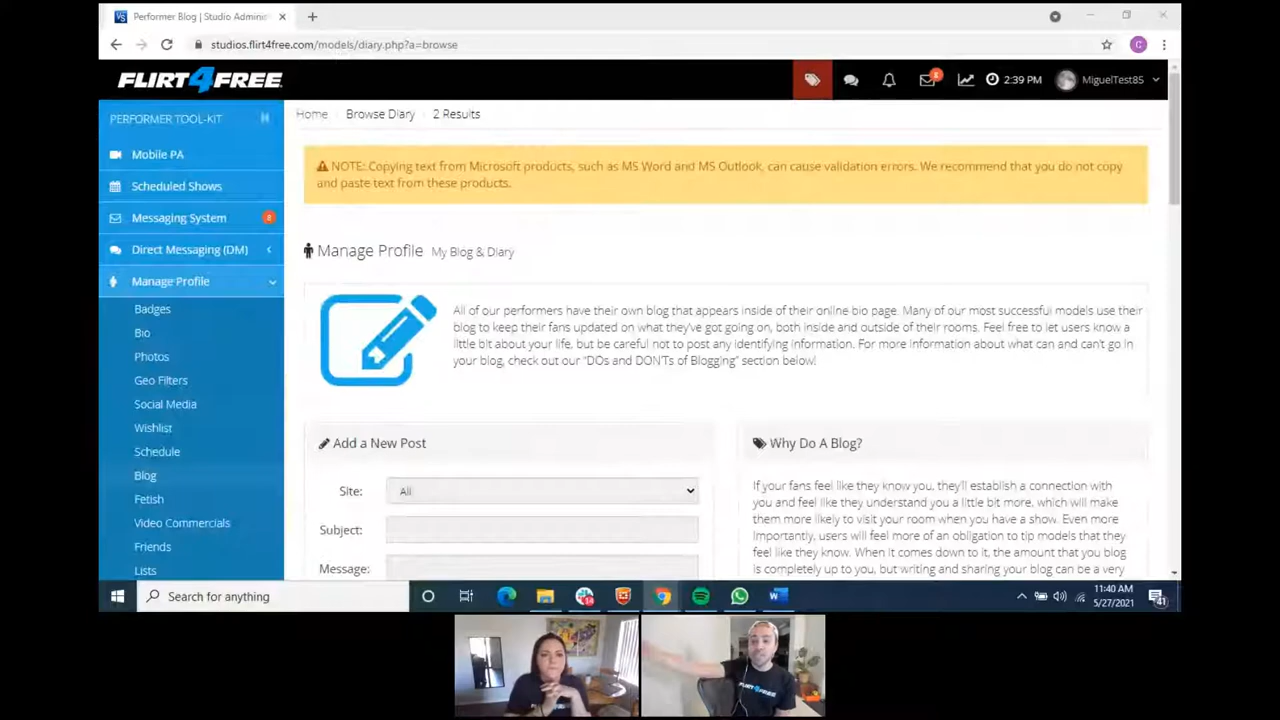 Performer Blog | Studio Adminis
studios.flirt4free.com/models/diary.php?a=browse
C
FLIRT4FREE
8
2:39 PM
MiguelTest85
PERFORMER TOOL-KIT
Home
Browse Diary
2 Results
Mobile PA
Scheduled Shows
Messaging System
8
Direct Messaging (DM)
Manage Profile
Badges
Bio
Photos
Geo Filters
Social Media
Wishlist
Schedule
Blog
Fetish
Video Commercials
Friends
Lists
NOTE: Copying text from Microsoft products, such as MS Word and MS Outlook, can cause validation errors. We recommend that you do not copy
and paste text from these products.
Manage Profile My Blog & Diary
All of our performers have their own blog that appears inside of their online bio page. Many of our most successful models use their
blog to keep their fans updated on what they've got going on, both inside and outside of their rooms. Feel free to let users know a
little bit about your life, but be careful not to post any identifying information. For more information about what can and can't go in
your blog, check out our "DOs and DON'Ts of Blogging" section below!
Add a New Post
Site:
All
Subject:
Message:
Why Do A Blog?
If your fans feel like they know you, they'll establish a connection with
you and feel like they understand you a little bit more, which will make
them more likely to visit your room when you have a show. Even more
Importantly, users will feel more of an obligation to tip models that they
feel like they know. When it comes down to it, the amount that you blog
is completely up to you, but writing and sharing your blog can be a very
Search for anything
11:40 AM
5/27/2021
41
FLIRT4FREE